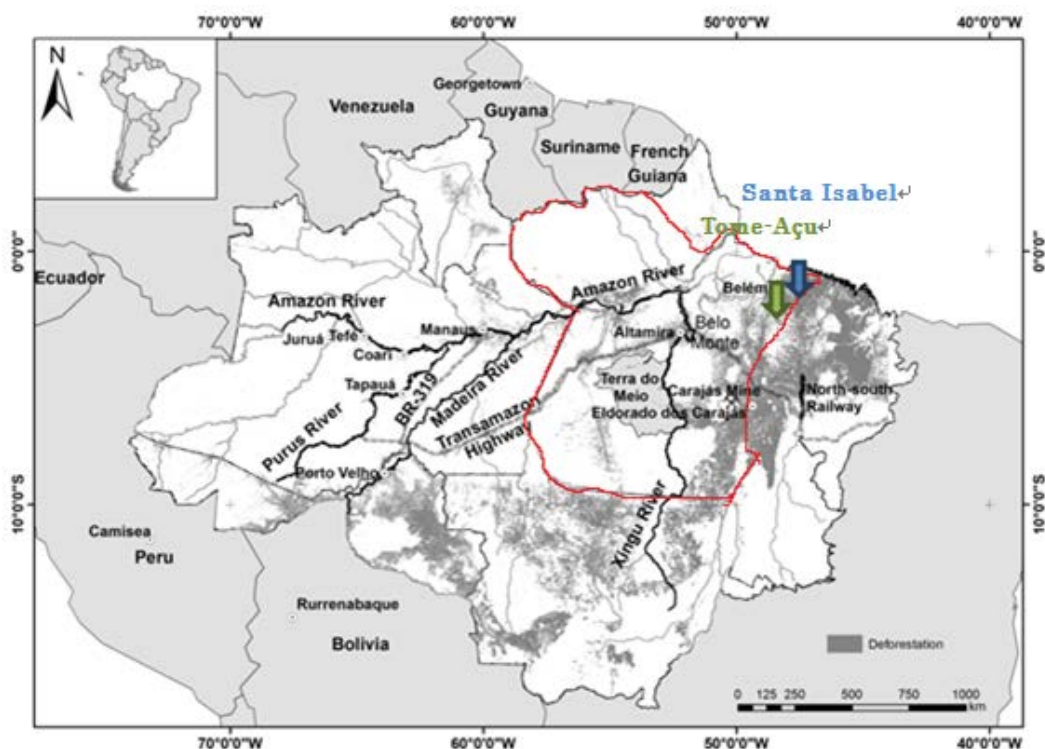 70°0'0"W 60°0'0"W 50°0'0"W 40°0'0"W
N
Georgetown
Venezuela
Guyana
Suriname
French
Guiana
Santa Isabel
Tome-Açu
0°0'0" 0°0'0"
Ecuador
Amazon River
Belém
Amazon River
Manaus
Altamira
Belo
Monte
Juruá
Tefe
Coari
Tapauá
BR-319
Madeira River
Terra do
Meio
Carajás Mine
North-south
Railway
Eldorado dos Carajás
Purus River
Transamazon
Highway
Porto Velho
10°0'0"S 10°0'0"S
Xingu River
Camisea
Peru
Rurrenabaque
Bolivia
Deforestation
0 125 250 500 750 1000
km
70°0'0"W 60°0'0"W 50°0'0"W 40°0'0"W